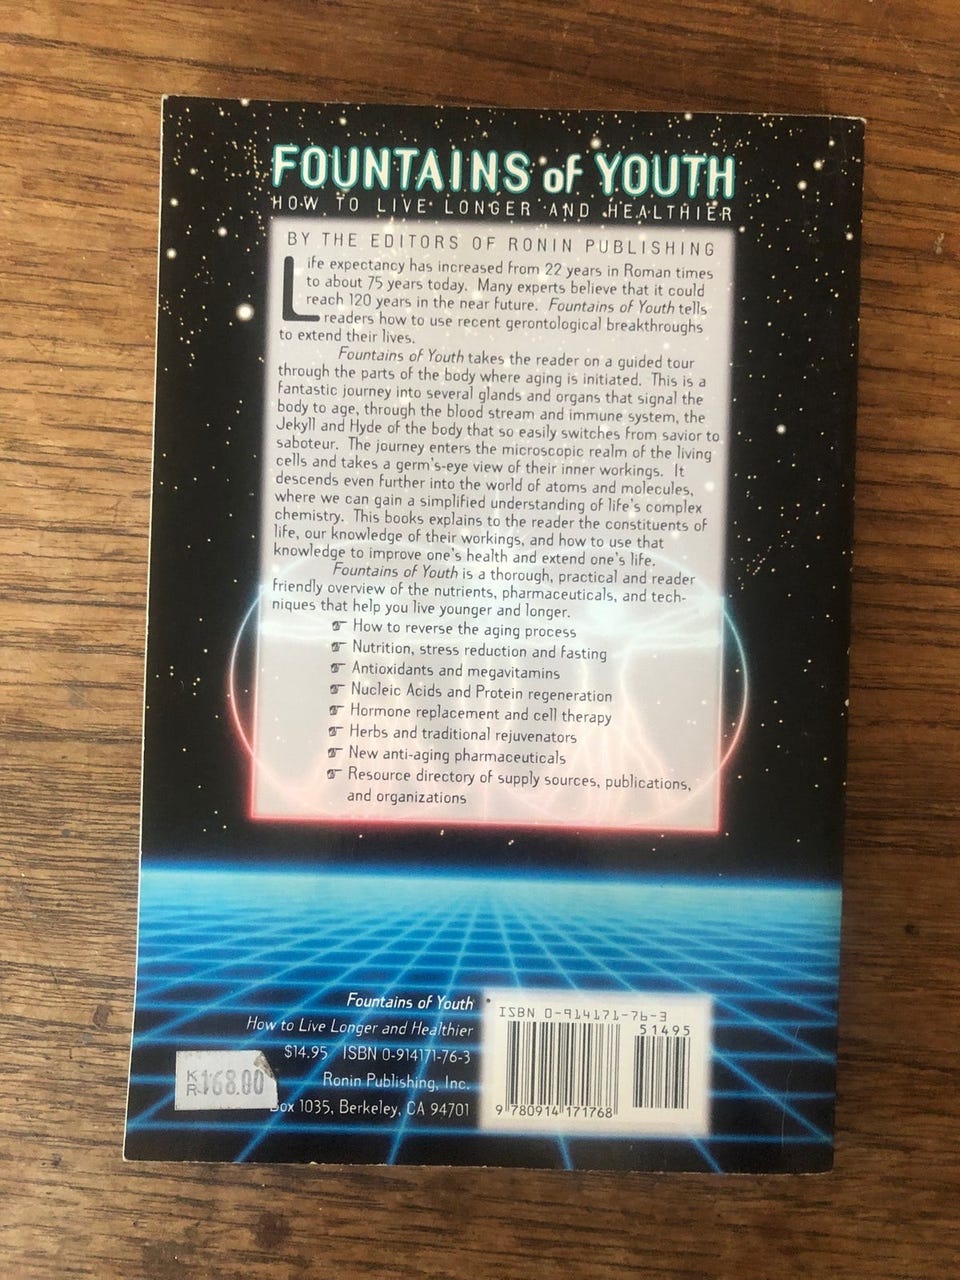 FOUNTAINS of YOUTH
HOW TO LIVE LONGER AND HEALTHIER
BY THE EDITORS OF RONIN PUBLISHING
Life expectancy has increased from 22 years in Roman times
to about 75 years today. Many experts believe that it could
reach 120 years in the near future. Fountains of Youth tells
readers how to use recent gerontological breakthroughs
to extend their lives.
Fountains of Youth takes the reader on a guided tour
through the parts of the body where aging is initiated. This is a
fantastic journey into several glands and organs that signal the
body to age, through the blood stream and immune system, the
Jekyll and Hyde of the body that so easily switches from savior to
saboteur. The journey enters the microscopic realm of the living
cells and takes a germ's-eye view of their inner workings. It
descends even further into the world of atoms and molecules,
where we can gain a simplified understanding of life's complex
chemistry. This books explains to the reader the constituents of
life, our knowledge of their workings, and how to use that
knowledge to improve one's health and extend one's life.
Fountains of Youth is a thorough, practical and reader
friendly overview of the nutrients, pharmaceuticals, and tech-
niques that help you live younger and longer.
☞ How to reverse the aging process
☞ Nutrition, stress reduction and fasting
☞ Antioxidants and megavitamins
☞ Nucleic Acids and Protein regeneration
☞ Hormone replacement and cell therapy
☞ Herbs and traditional rejuvenators
☞ New anti-aging pharmaceuticals
☞ Resource directory of supply sources, publications,
and organizations
Fountains of Youth
How to Live Longer and Healthier
$14.95 ISBN 0-914171-76-3
Ronin Publishing, Inc.
Box 1035, Berkeley, CA 94701
KR 168.00
ISBN 0-914171-76-3
51495
9 780914 171768